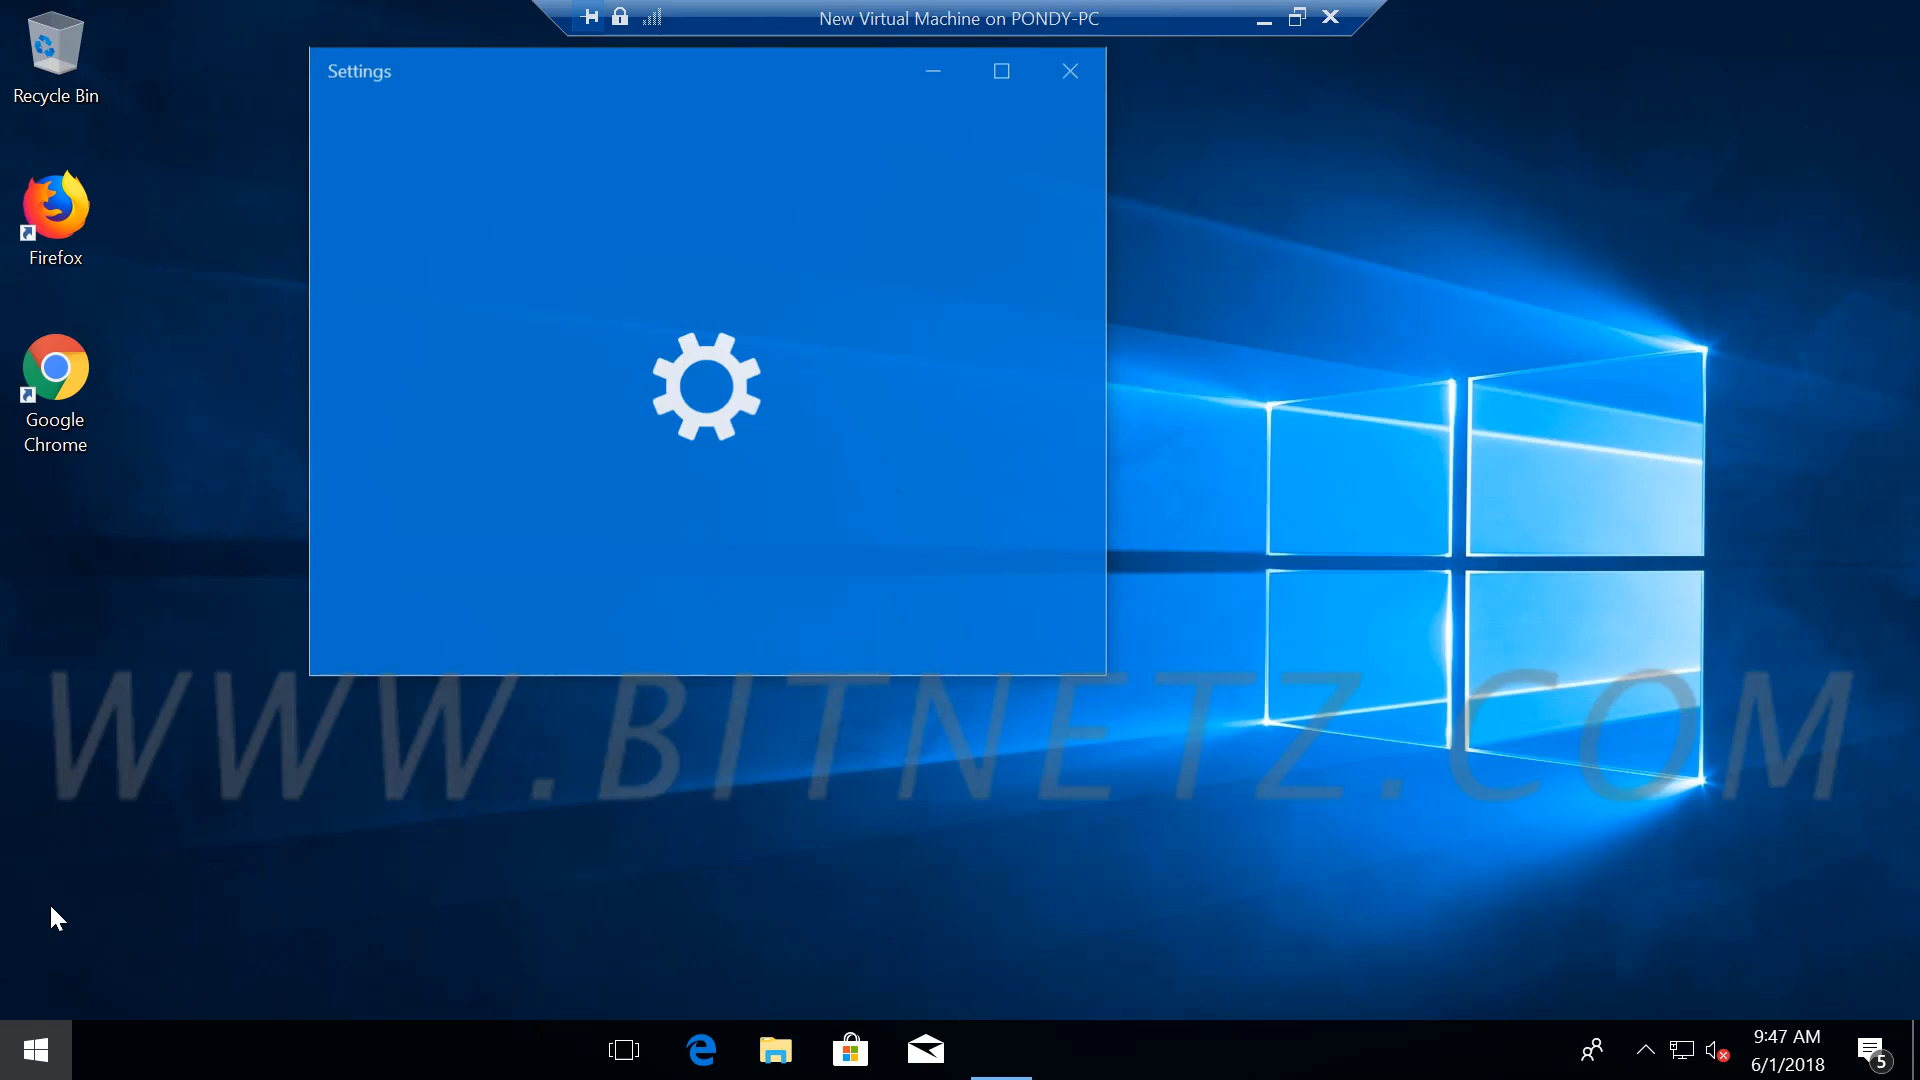 New Virtual Machine on PONDY-PC
Settings
Recycle Bin
Firefox
Google
Chrome
WWW.BITNETZ.COM
9:47 AM
6/1/2018
5